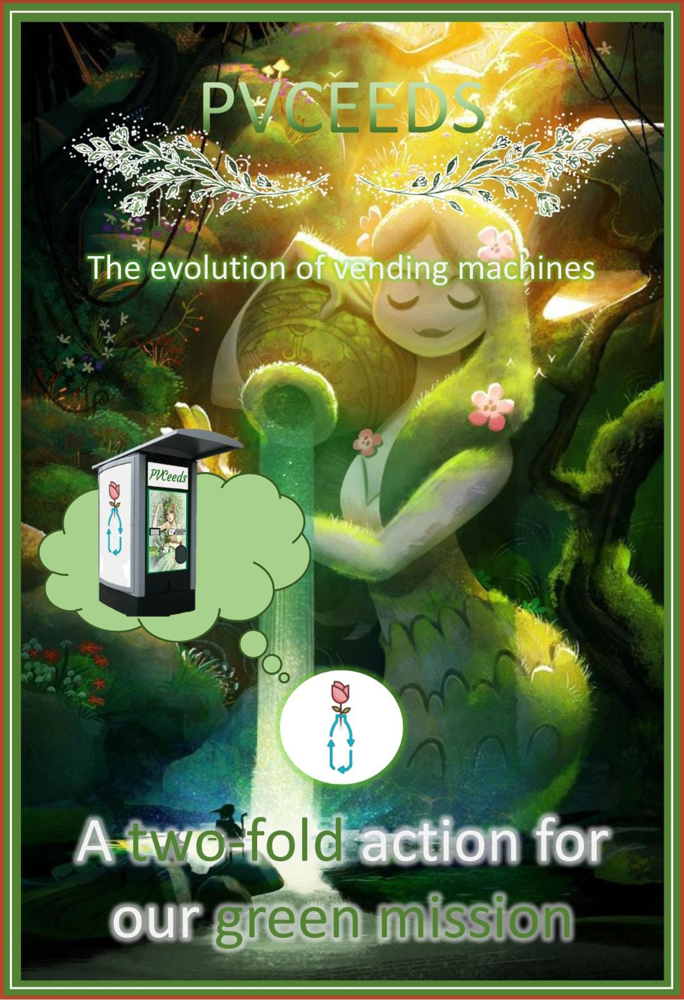 PVCEEDS
The evolution of vending machines
PVCeeds
A two-fold action for
our green mission